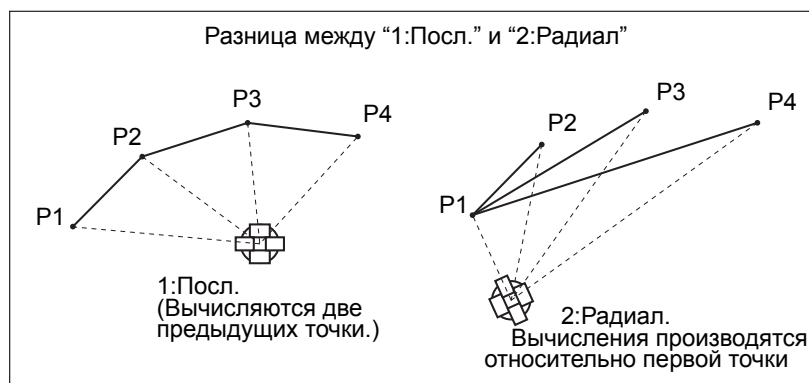 Разница между “1:Посл.” и “2:Радиал”
P1
P2
P3
P4
1:Посл.
(Вычисляются две
предыдущих точки.)
P1
P2
P3
P4
2:Радиал.
Вычисления производятся
относительно первой точки